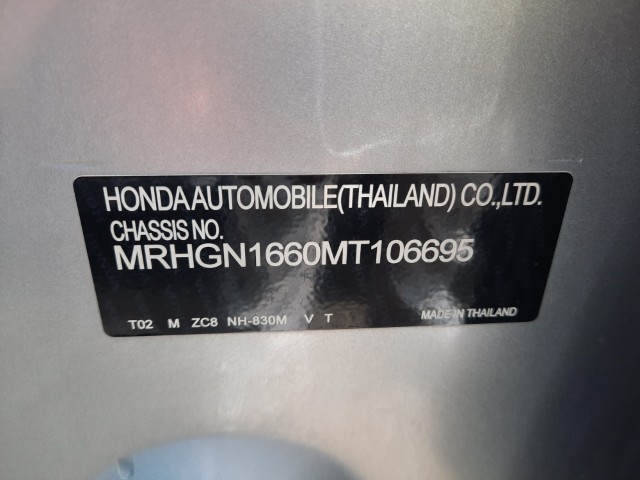 HONDA AUTOMOBILE(THAILAND) CO.,LTD.
CHASSIS NO.
MRHGN1660MT106695
T02 M ZC8 NH-830M V T MADE IN THAILAND